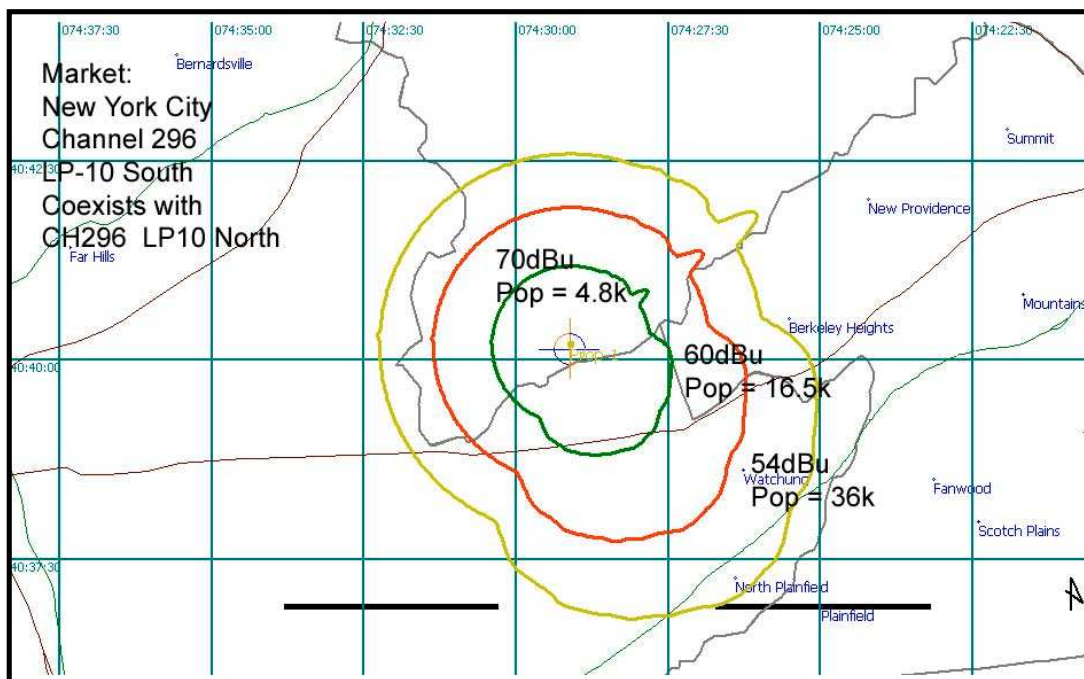 074:37:30 074:35:00 074:32:30 074:30:00 074:27:30 074:25:00 074:22:30
Bernardsville
Market:
New York City
Channel 296
LP-10 South
Coexists with
CH296 LP10 North
Summit
40:42:30
New Providence
Far Hills
70dBu
Pop = 4.8k
Mountains
Berkeley Heights
60dBu
Pop = 16.5k
40:40:00
54dBu
Pop = 36k
Watchung
Fanwood
Scotch Plains
40:37:30
North Plainfield
Plainfield
N